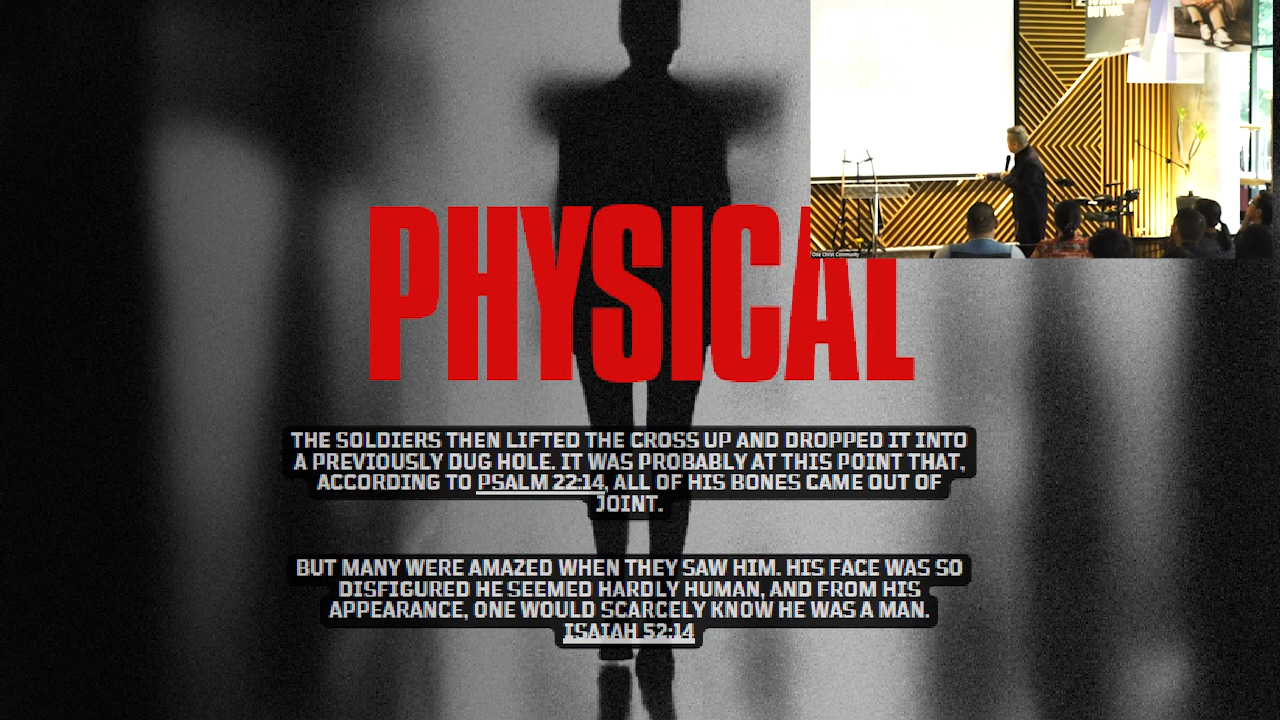 BUT YOU.
One Christ Community
PHYSICAL
THE SOLDIERS THEN LIFTED THE CROSS UP AND DROPPED IT INTO
A PREVIOUSLY DUG HOLE. IT WAS PROBABLY AT THIS POINT THAT,
ACCORDING TO PSALM 22:14, ALL OF HIS BONES CAME OUT OF
JOINT.
BUT MANY WERE AMAZED WHEN THEY SAW HIM. HIS FACE WAS SO
DISFIGURED HE SEEMED HARDLY HUMAN, AND FROM HIS
APPEARANCE, ONE WOULD SCARCELY KNOW HE WAS A MAN.
ISAIAH 52:14